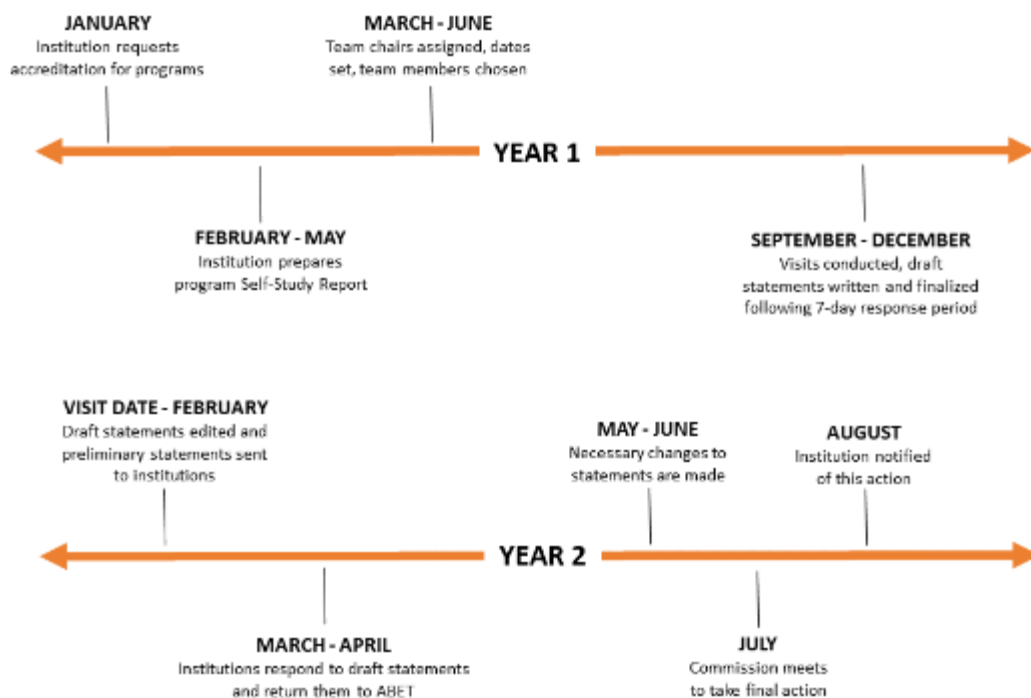 JANUARY
Institution requests
accreditation for programs
MARCH - JUNE
Team chairs assigned, dates
set, team members chosen
YEAR 1
FEBRUARY - MAY
Institution prepares
program Self-Study Report
SEPTEMBER - DECEMBER
Visits conducted, draft
statements written and finalized
following 7-day response period
VISIT DATE - FEBRUARY
Draft statements edited and
preliminary statements sent
to institutions
MAY - JUNE
Necessary changes to
statements are made
AUGUST
Institution notified
of this action
YEAR 2
MARCH - APRIL
Institutions respond to draft statements
and return them to ABET
JULY
Commission meets
to take final action